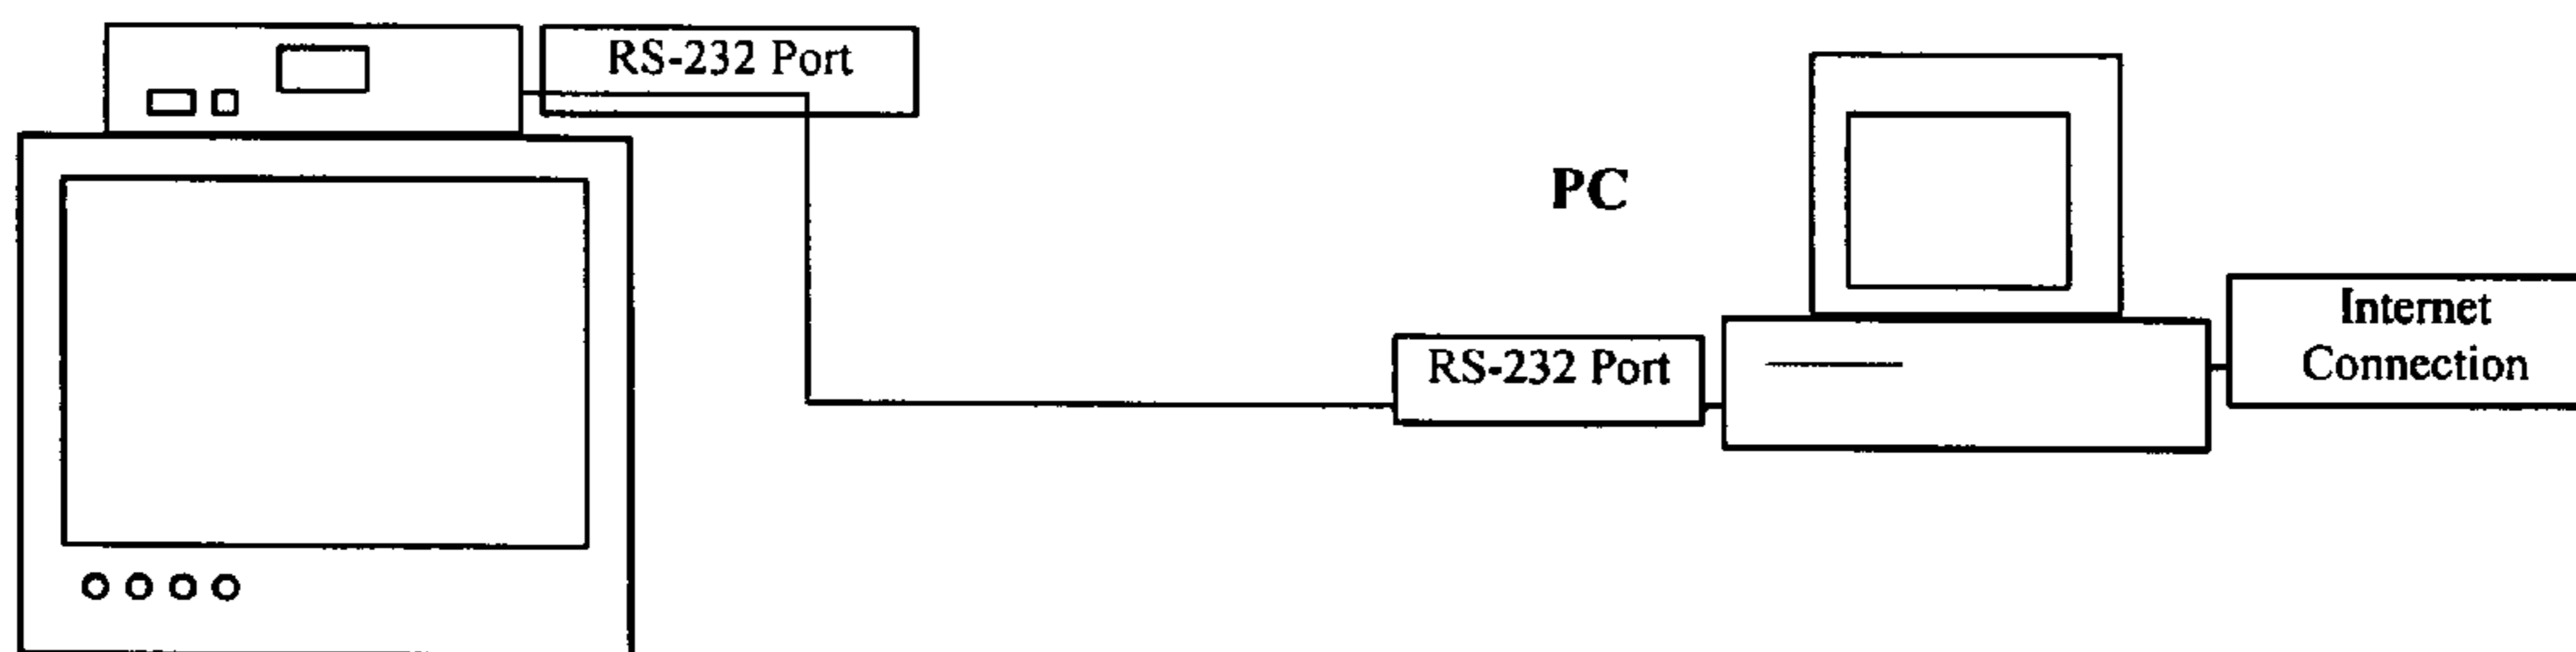 RS-232 Port
PC
RS-232 Port
Internet
Connection